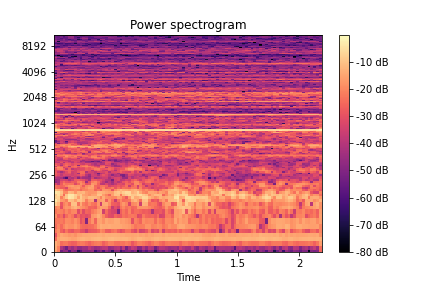 Power spectrogram
8192
4096
2048
1024
512
256
128
64
0
Hz
0
0.5
1
1.5
2
Time
-10 dB
-20 dB
-30 dB
-40 dB
-50 dB
-60 dB
-70 dB
-80 dB